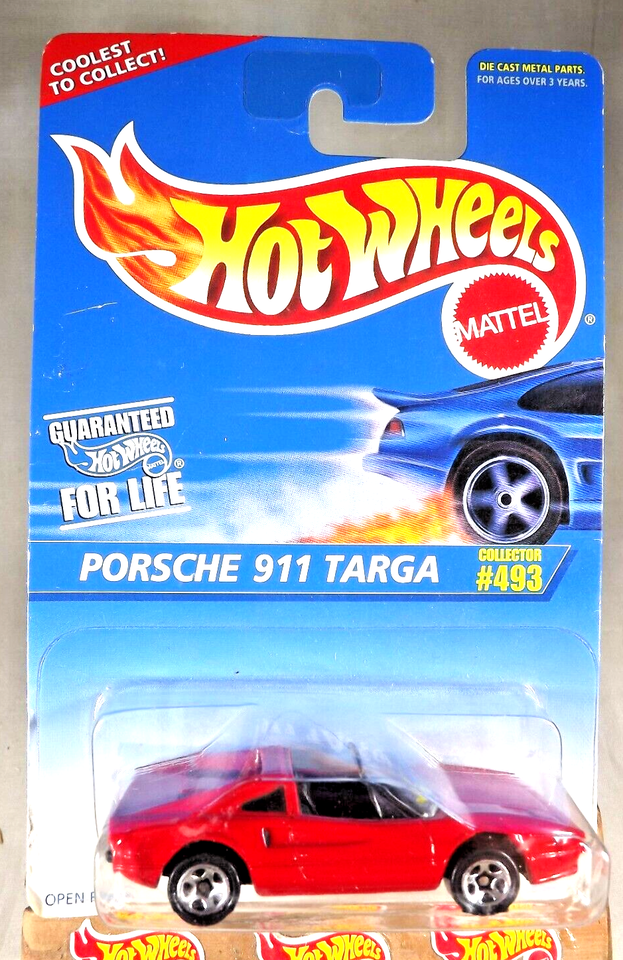 COOLEST
TO COLLECT!
DIE CAST METAL PARTS.
FOR AGES OVER 3 YEARS.
HOT WHEELS
MATTEL
®
GUARANTEED
HOT WHEELS
MATTEL ®
FOR LIFE
PORSCHE 911 TARGA
COLLECTOR
#493
OPEN
HOT WHEELS HOT WHEELS HOT WHEELS